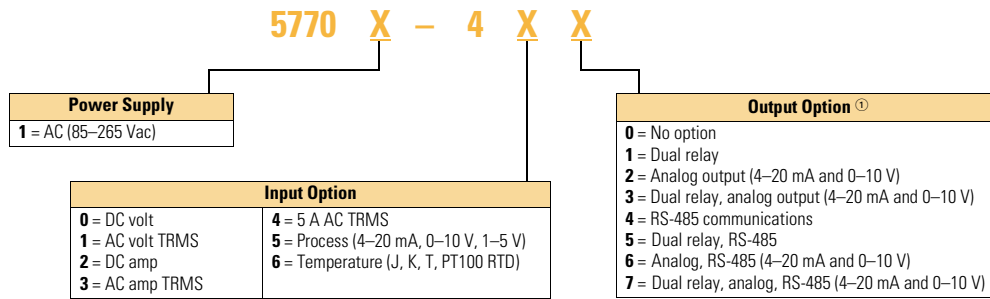 5770 X – 4 X X
Power Supply
1 = AC (85–265 Vac)
Input Option
0 = DC volt
1 = AC volt TRMS
2 = DC amp
3 = AC amp TRMS
4 = 5 A AC TRMS
5 = Process (4–20 mA, 0–10 V, 1–5 V)
6 = Temperature (J, K, T, PT100 RTD)
Output Option ①
0 = No option
1 = Dual relay
2 = Analog output (4–20 mA and 0–10 V)
3 = Dual relay, analog output (4–20 mA and 0–10 V)
4 = RS-485 communications
5 = Dual relay, RS-485
6 = Analog, RS-485 (4–20 mA and 0–10 V)
7 = Dual relay, analog, RS-485 (4–20 mA and 0–10 V)